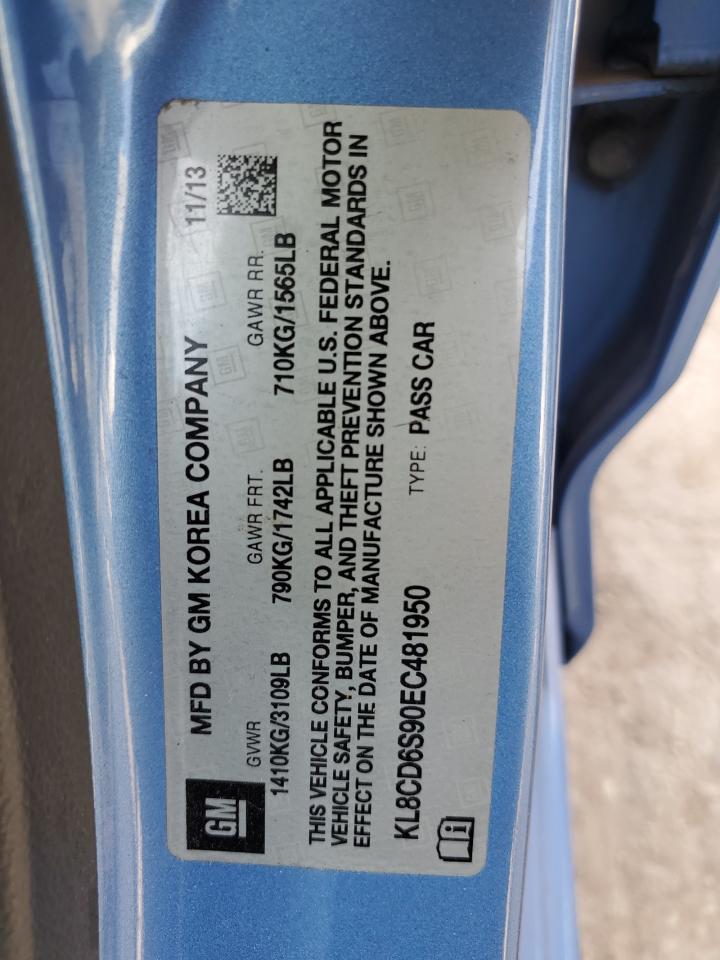 GM
MFD BY GM KOREA COMPANY 11/13
GVWR GAWR FRT. GAWR RR.
1410KG/3109LB 790KG/1742LB 710KG/1565LB
THIS VEHICLE CONFORMS TO ALL APPLICABLE U.S. FEDERAL MOTOR
VEHICLE SAFETY, BUMPER, AND THEFT PREVENTION STANDARDS IN
EFFECT ON THE DATE OF MANUFACTURE SHOWN ABOVE.
KL8CD6S90EC481950 TYPE: PASS CAR